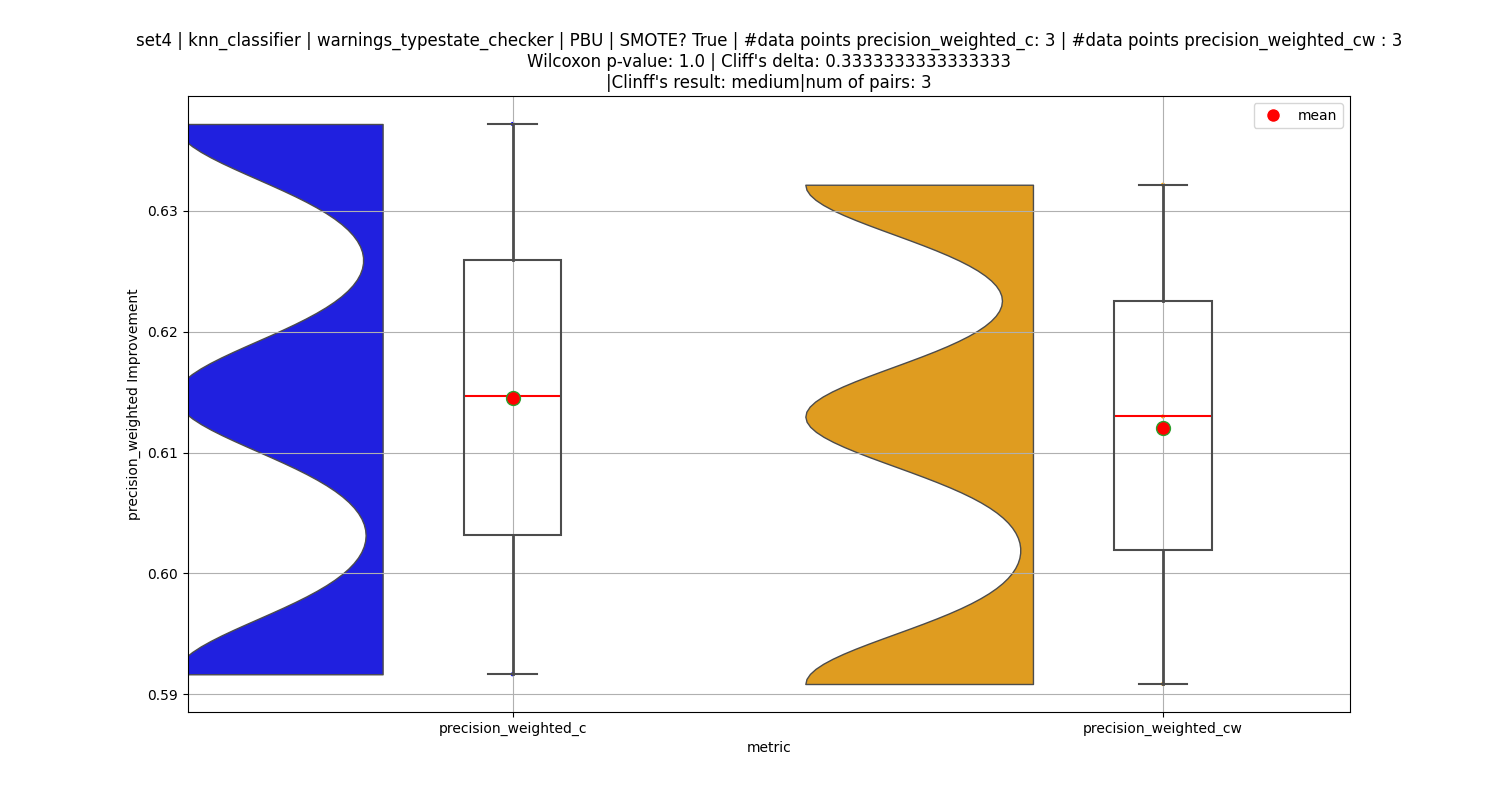 set4 | knn_classifier | warnings_typestate_checker | PBU | SMOTE? True | #data points precision_weighted_c: 3 | #data points precision_weighted_cw : 3
Wilcoxon p-value: 1.0 | Cliff's delta: 0.3333333333333333
|Clinff's result: medium|num of pairs: 3
mean
0.63
0.62
0.61
0.60
0.59
precision_weighted Improvement
precision_weighted_c
precision_weighted_cw
metric